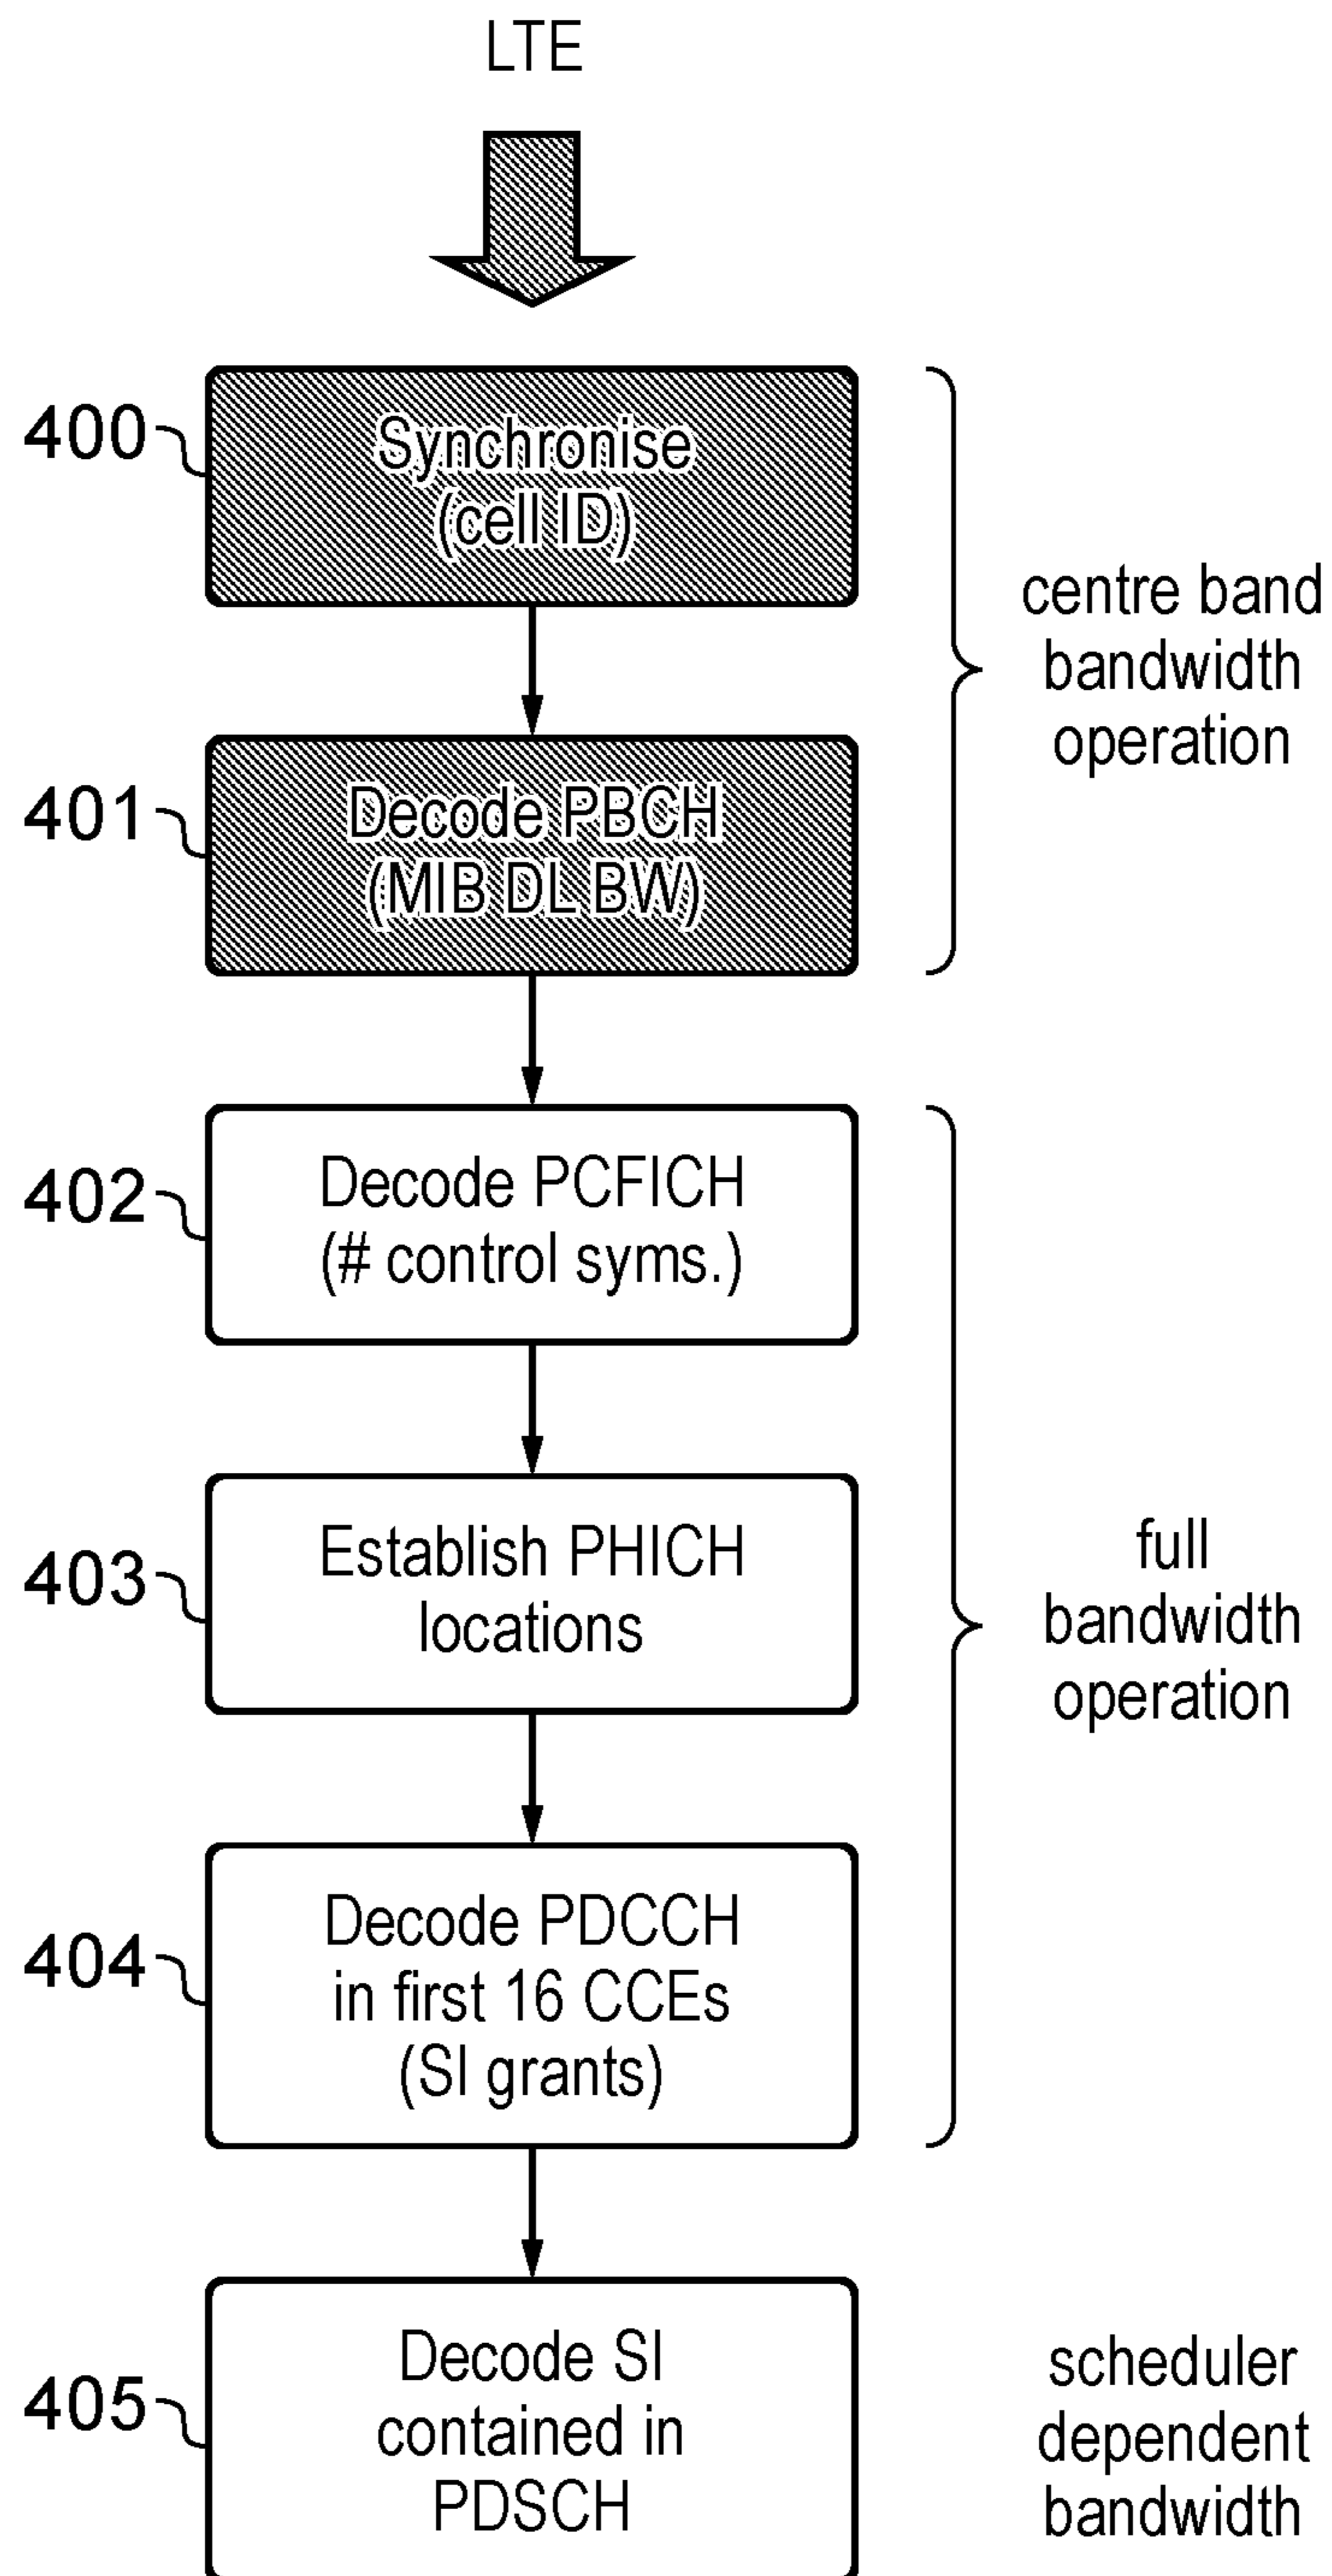 LTE
400
Synchronise
(cell ID)
centre band
bandwidth
operation
401
Decode PBCH
(MIB DL BW)
402
Decode PCFICH
(# control syms.)
403
Establish PHICH
locations
full
bandwidth
operation
404
Decode PDCCH
in first 16 CCEs
(SI grants)
405
Decode SI
contained in
PDSCH
scheduler
dependent
bandwidth